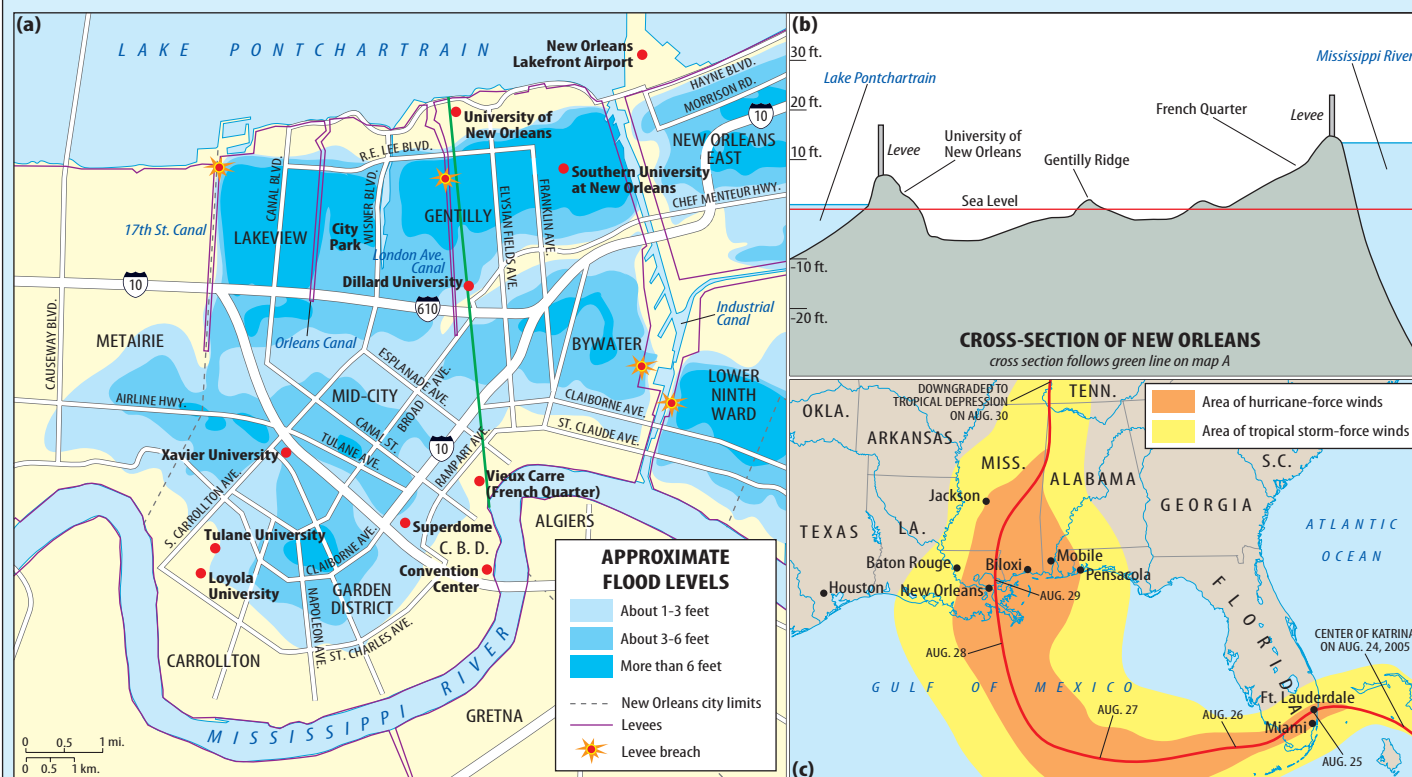 (a)
LAKE PONTCHARTRAIN
New Orleans
Lakefront Airport
HAYNE BLVD.
MORRISON RD.
10
University of
New Orleans
R.E. LEE BLVD.
NEW ORLEANS
EAST
Southern University
at New Orleans
CHEF MENTEUR HWY.
CANAL BLVD.
WISNER BLVD.
ELYSIAN FIELDS AVE.
FRANKLIN AVE.
GENTILLY
17th St. Canal
LAKEVIEW
City
Park
London Ave.
Canal
Dillard University
10
610
Industrial
Canal
CAUSEWAY BLVD.
METAIRIE
Orleans Canal
BYWATER
ESPLANADE AVE.
LOWER
NINTH
WARD
MID-CITY
BROAD
AIRLINE HWY.
CLAIBORNE AVE.
CANAL ST.
ST. CLAUDE AVE.
TULANE AVE.
10
RAMPART AVE.
Xavier University
S. CARROLLTON AVE.
Vieux Carre
(French Quarter)
ALGIERS
Superdome
Tulane University
C. B. D.
CLAIBORNE AVE.
Convention
Center
Loyola
University
GARDEN
DISTRICT
NAPOLEON AVE.
ST. CHARLES AVE.
CARROLLTON
GRETNA
MISSISSIPPI RIVER
0 0,5 1 mi.
0 0.5 1 km.
APPROXIMATE
FLOOD LEVELS
About 1-3 feet
About 3-6 feet
More than 6 feet
New Orleans city limits
Levees
Levee breach
(b)
30 ft.
20 ft.
10 ft.
-10 ft.
-20 ft.
Lake Pontchartrain
Levee
University of
New Orleans
Sea Level
Gentilly Ridge
French Quarter
Levee
Mississippi River
CROSS-SECTION OF NEW ORLEANS
cross section follows green line on map A
DOWNGRADED TO
TROPICAL DEPRESSION
ON AUG. 30
TENN.
OKLA.
ARKANSAS
Area of hurricane-force winds
Area of tropical storm-force winds
MISS.
S.C.
ALABAMA
GEORGIA
Jackson
TEXAS
LA.
ATLANTIC
OCEAN
Baton Rouge
Biloxi
Mobile
Pensacola
Houston
New Orleans
AUG. 29
FLORIDA
AUG. 28
CENTER OF KATRINA
ON AUG. 24, 2005
GULF OF MEXICO
Ft. Lauderdale
AUG. 27
AUG. 26
Miami
AUG. 25
(c)